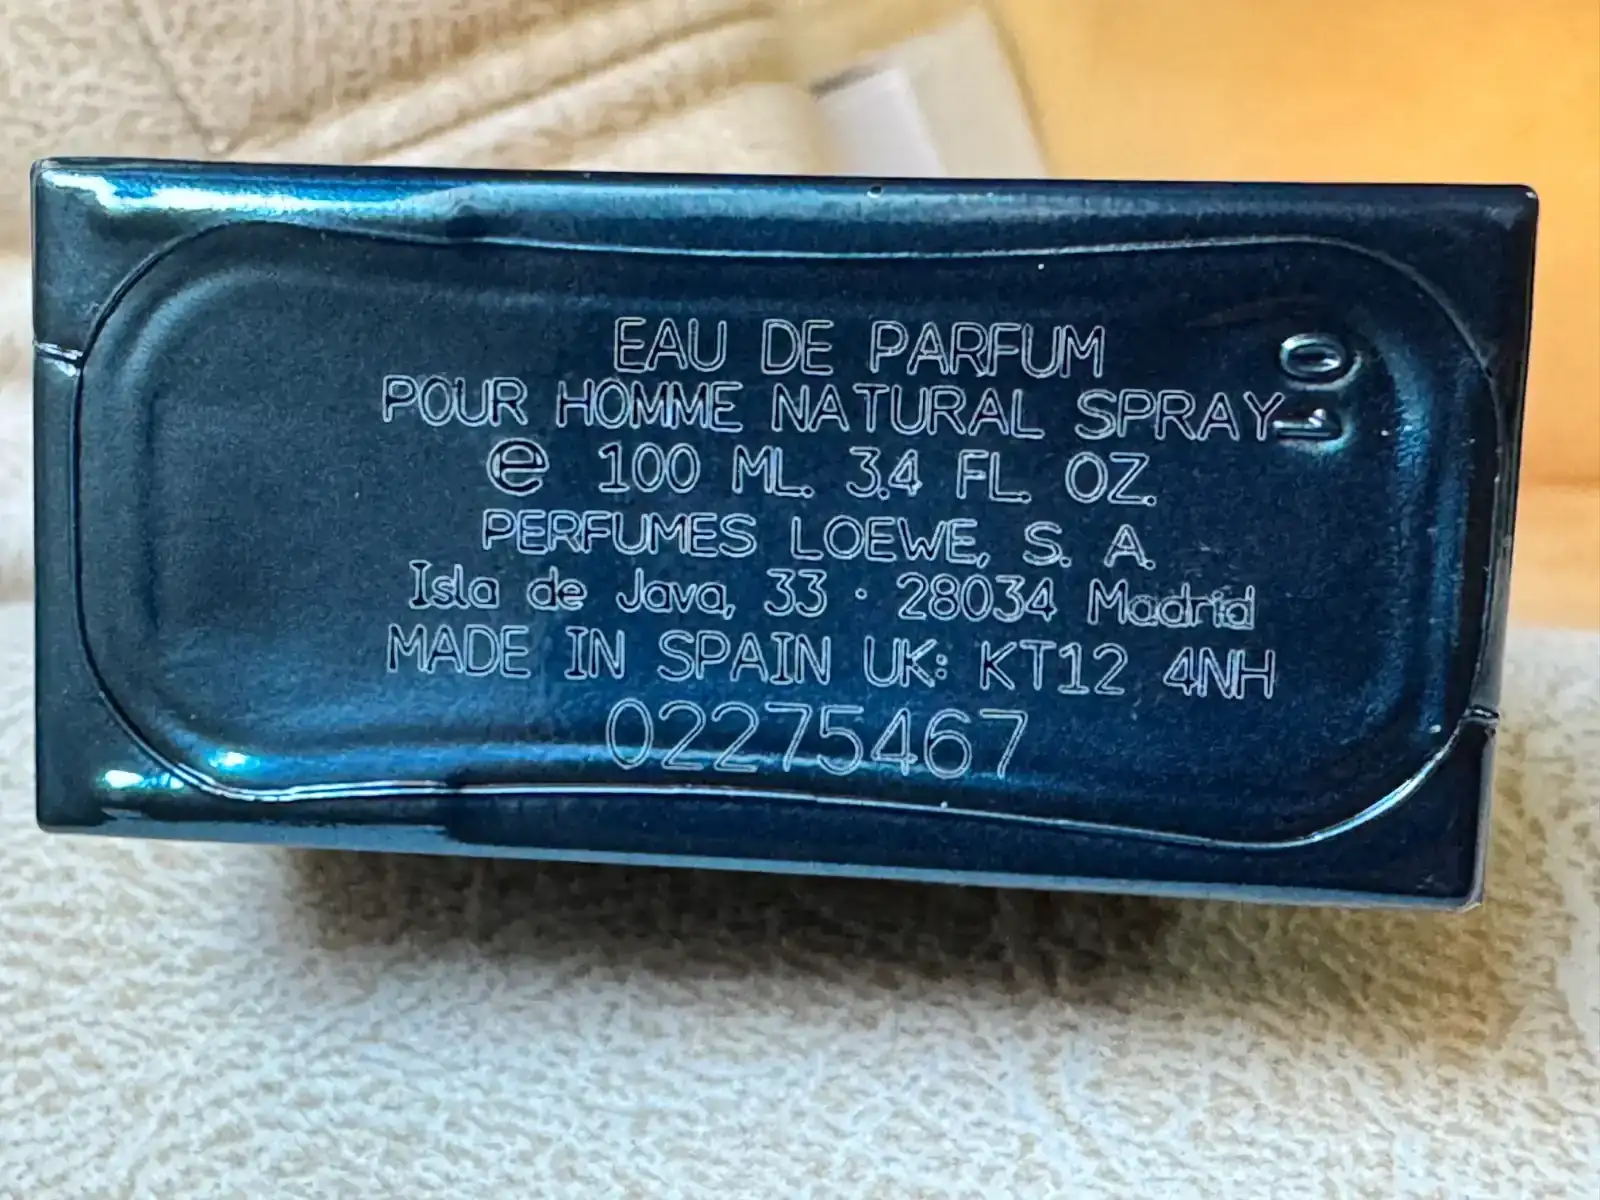 EAU DE PARFUM
POUR HOMME NATURAL SPRAY
℮ 100 ML. 3.4 FL. OZ.
PERFUMES LOEWE, S. A.
Isla de Java, 33 · 28034 Madrid
MADE IN SPAIN UK: KT12 4NH
02275467
01